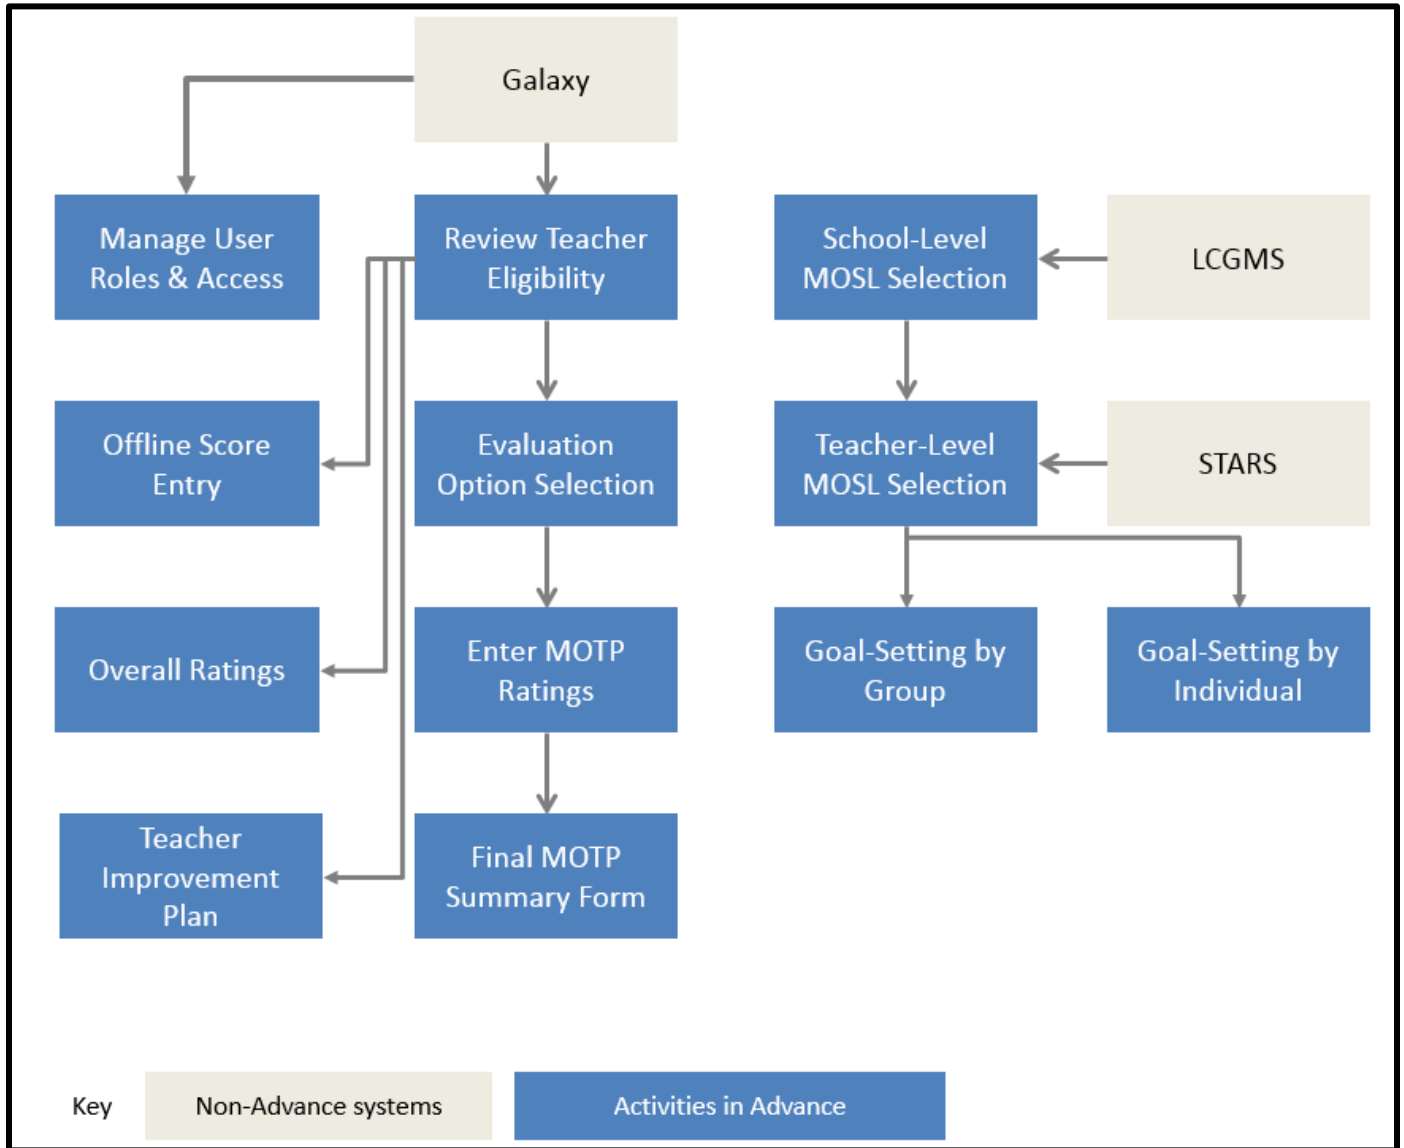 Galaxy
Manage User
Roles & Access
Review Teacher
Eligibility
School-Level
MOSL Selection
LCGMS
Offline Score
Entry
Evaluation
Option Selection
Teacher-Level
MOSL Selection
STARS
Overall Ratings
Enter MOTP
Ratings
Goal-Setting by
Group
Goal-Setting by
Individual
Teacher
Improvement
Plan
Final MOTP
Summary Form
Key
Non-Advance systems
Activities in Advance